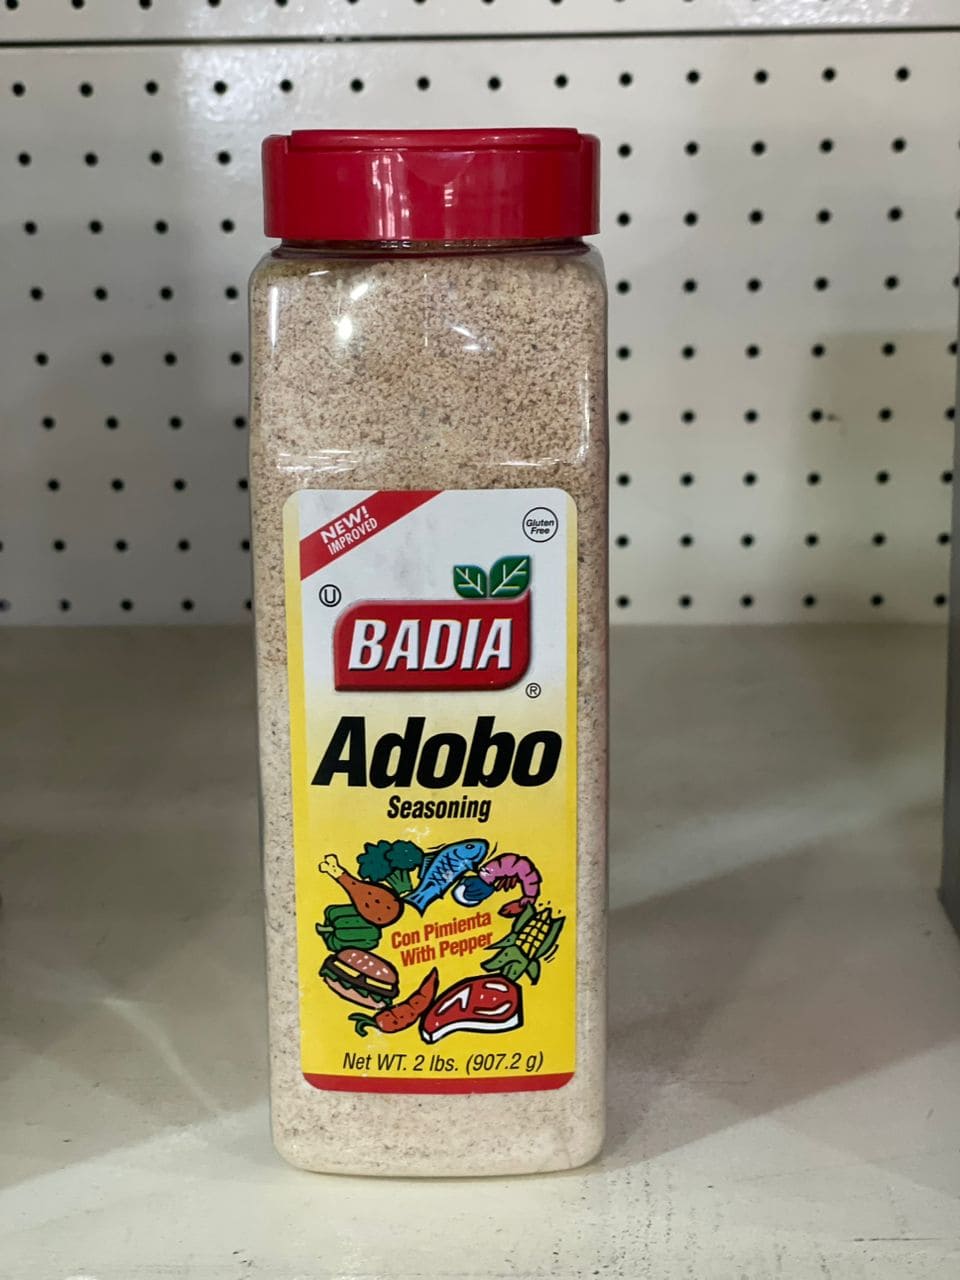 NEW!
IMPROVED
Gluten
Free
U
BADIA
®
Adobo
Seasoning
Con Pimienta
With Pepper
Net WT. 2 lbs. (907.2 g)